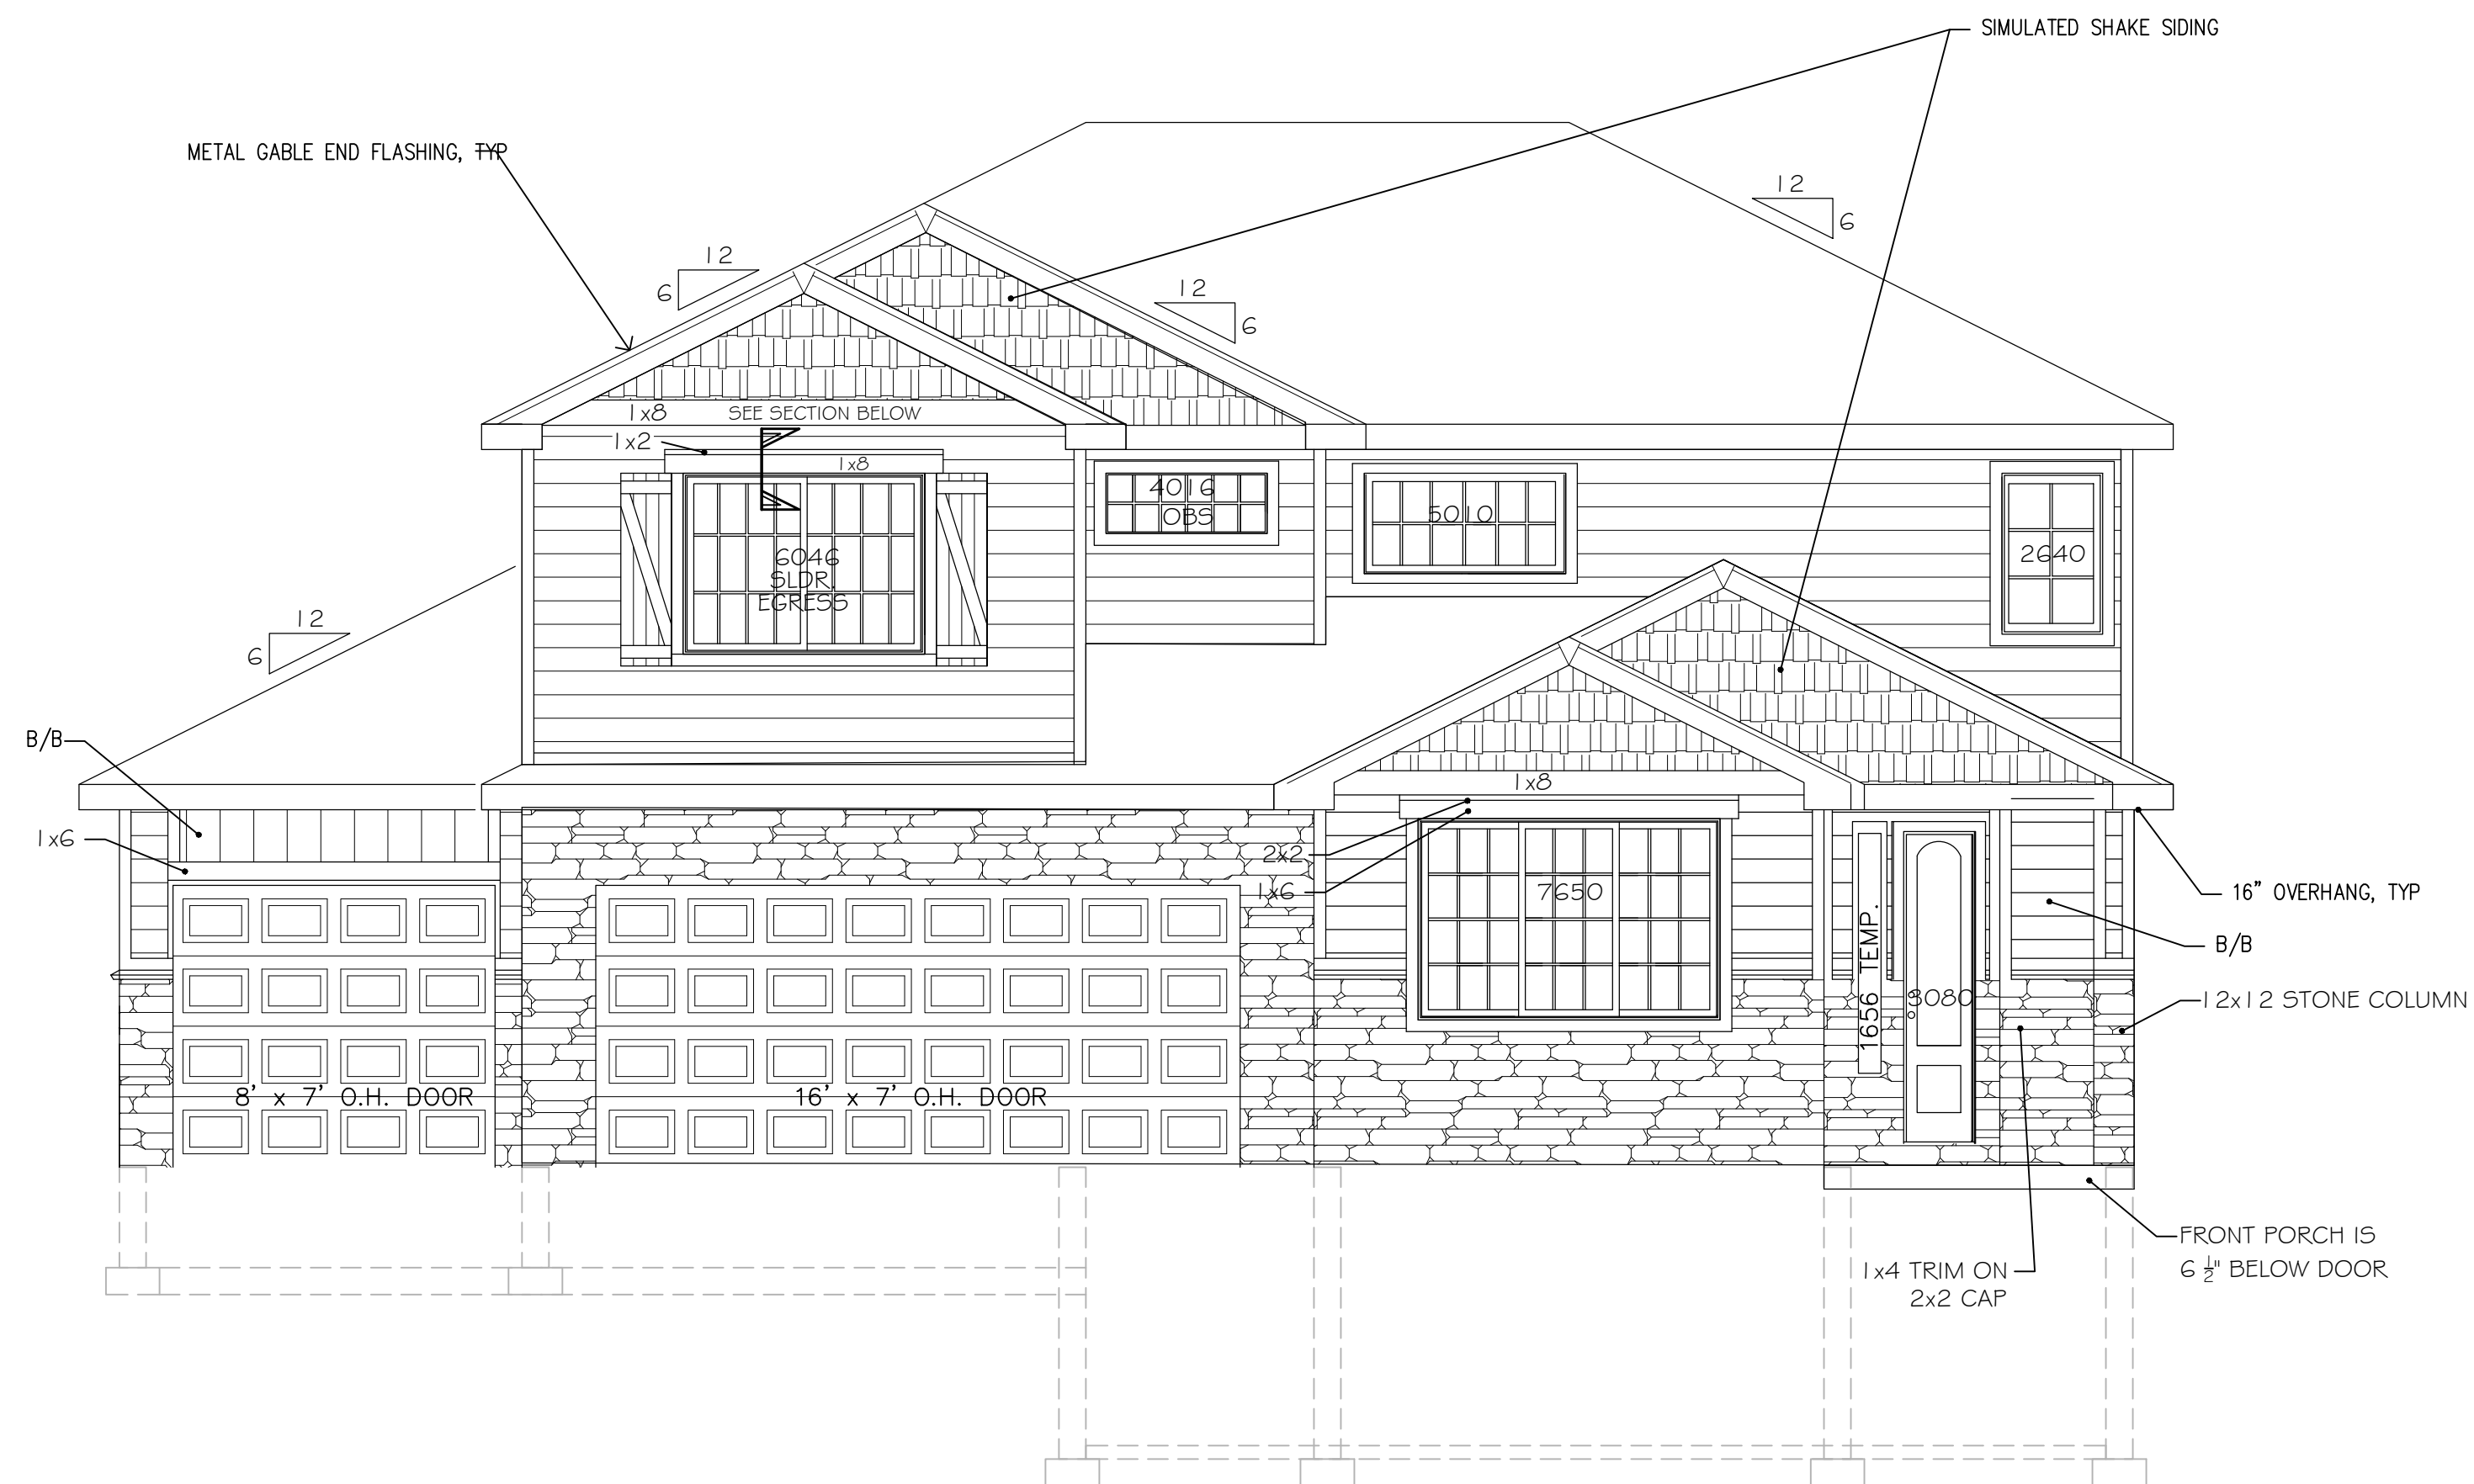 SIMULATED SHAKE SIDING
METAL GABLE END FLASHING, TYP
12
6
12
6
12
6
1x8
SEE SECTION BELOW
1x2
1x8
4016
OBS
5010
2640
6046
SLDR.
EGRESS
12
6
B/B
1x6
1x8
2x2
1x6
7650
1656 TEMP.
3080
16" OVERHANG, TYP
B/B
12x12 STONE COLUMN
8' x 7' O.H. DOOR
16' x 7' O.H. DOOR
FRONT PORCH IS
6 1/2" BELOW DOOR
1x4 TRIM ON
2x2 CAP